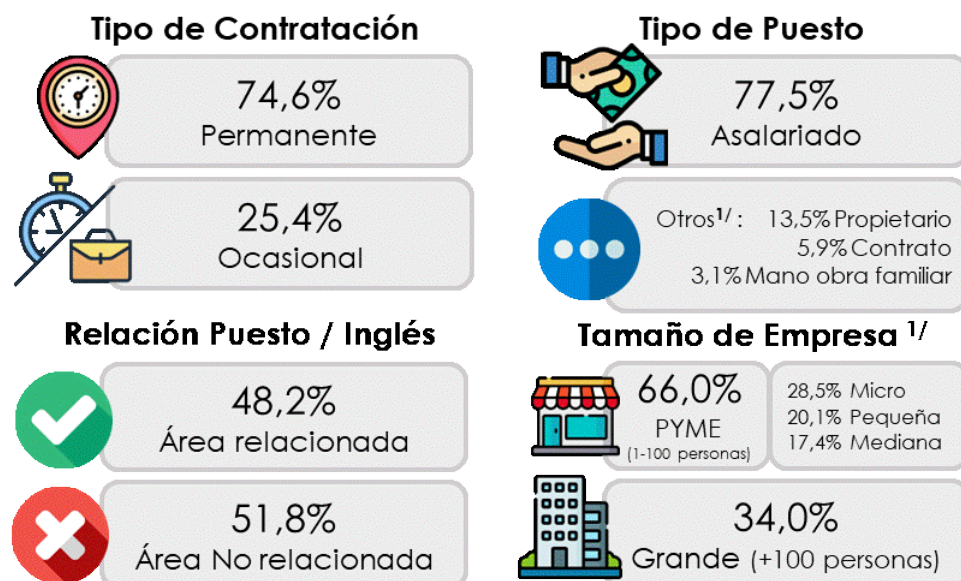 Tipo de Contratación
74,6%
Permanente
25,4%
Ocasional
Tipo de Puesto
77,5%
Asalariado
Otros1/ : 13,5% Propietario
5,9% Contrato
3,1% Mano obra familiar
Relación Puesto / Inglés
48,2%
Área relacionada
51,8%
Área No relacionada
Tamaño de Empresa 1/
66,0%
PYME
(1-100 personas)
28,5% Micro
20,1% Pequeña
17,4% Mediana
34,0%
Grande (+100 personas)